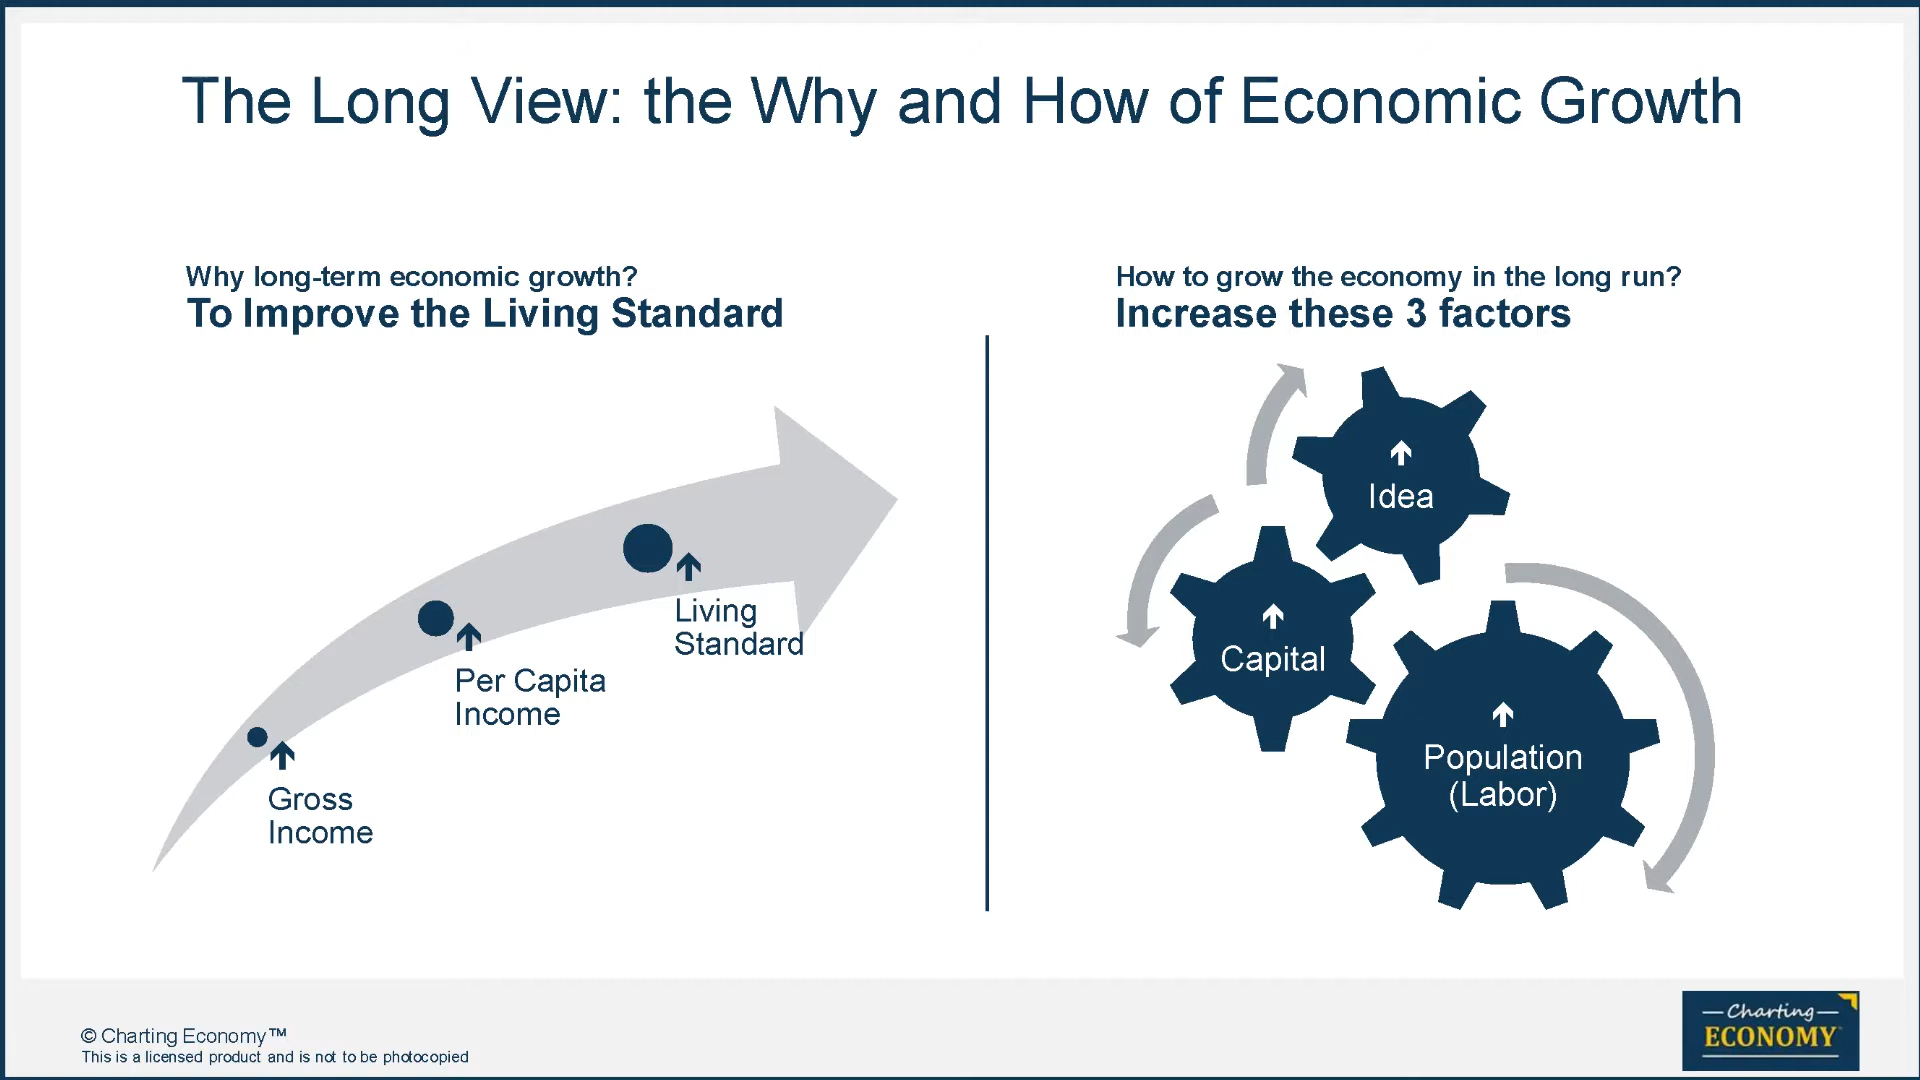 The Long View: the Why and How of Economic Growth
Why long-term economic growth?
To Improve the Living Standard
Living
Standard
Per Capita
Income
Gross
Income
How to grow the economy in the long run?
Increase these 3 factors
Idea
Capital
Population
(Labor)
© Charting Economy™
This is a licensed product and is not to be photocopied
Charting
ECONOMY